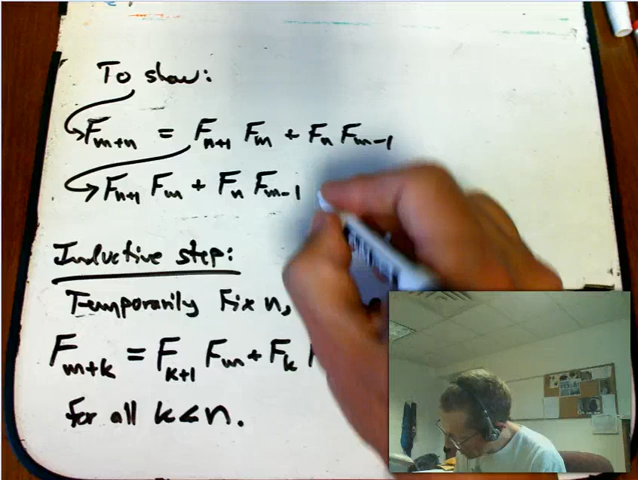 To show:
F_{m+n} = F_{n+1} F_m + F_n F_{m-1}
F_{n+1} F_m + F_n F_{m-1}
Inductive step:
Temporarily Fix n,
F_{m+k} = F_{k+1} F_m + F_k
for all k < n.